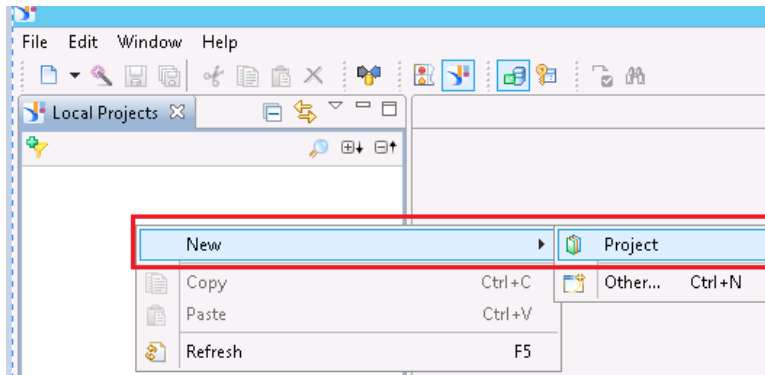 File Edit Window Help
Local Projects
New Project
Copy Ctrl+C Other... Ctrl+N
Paste Ctrl+V
Refresh F5